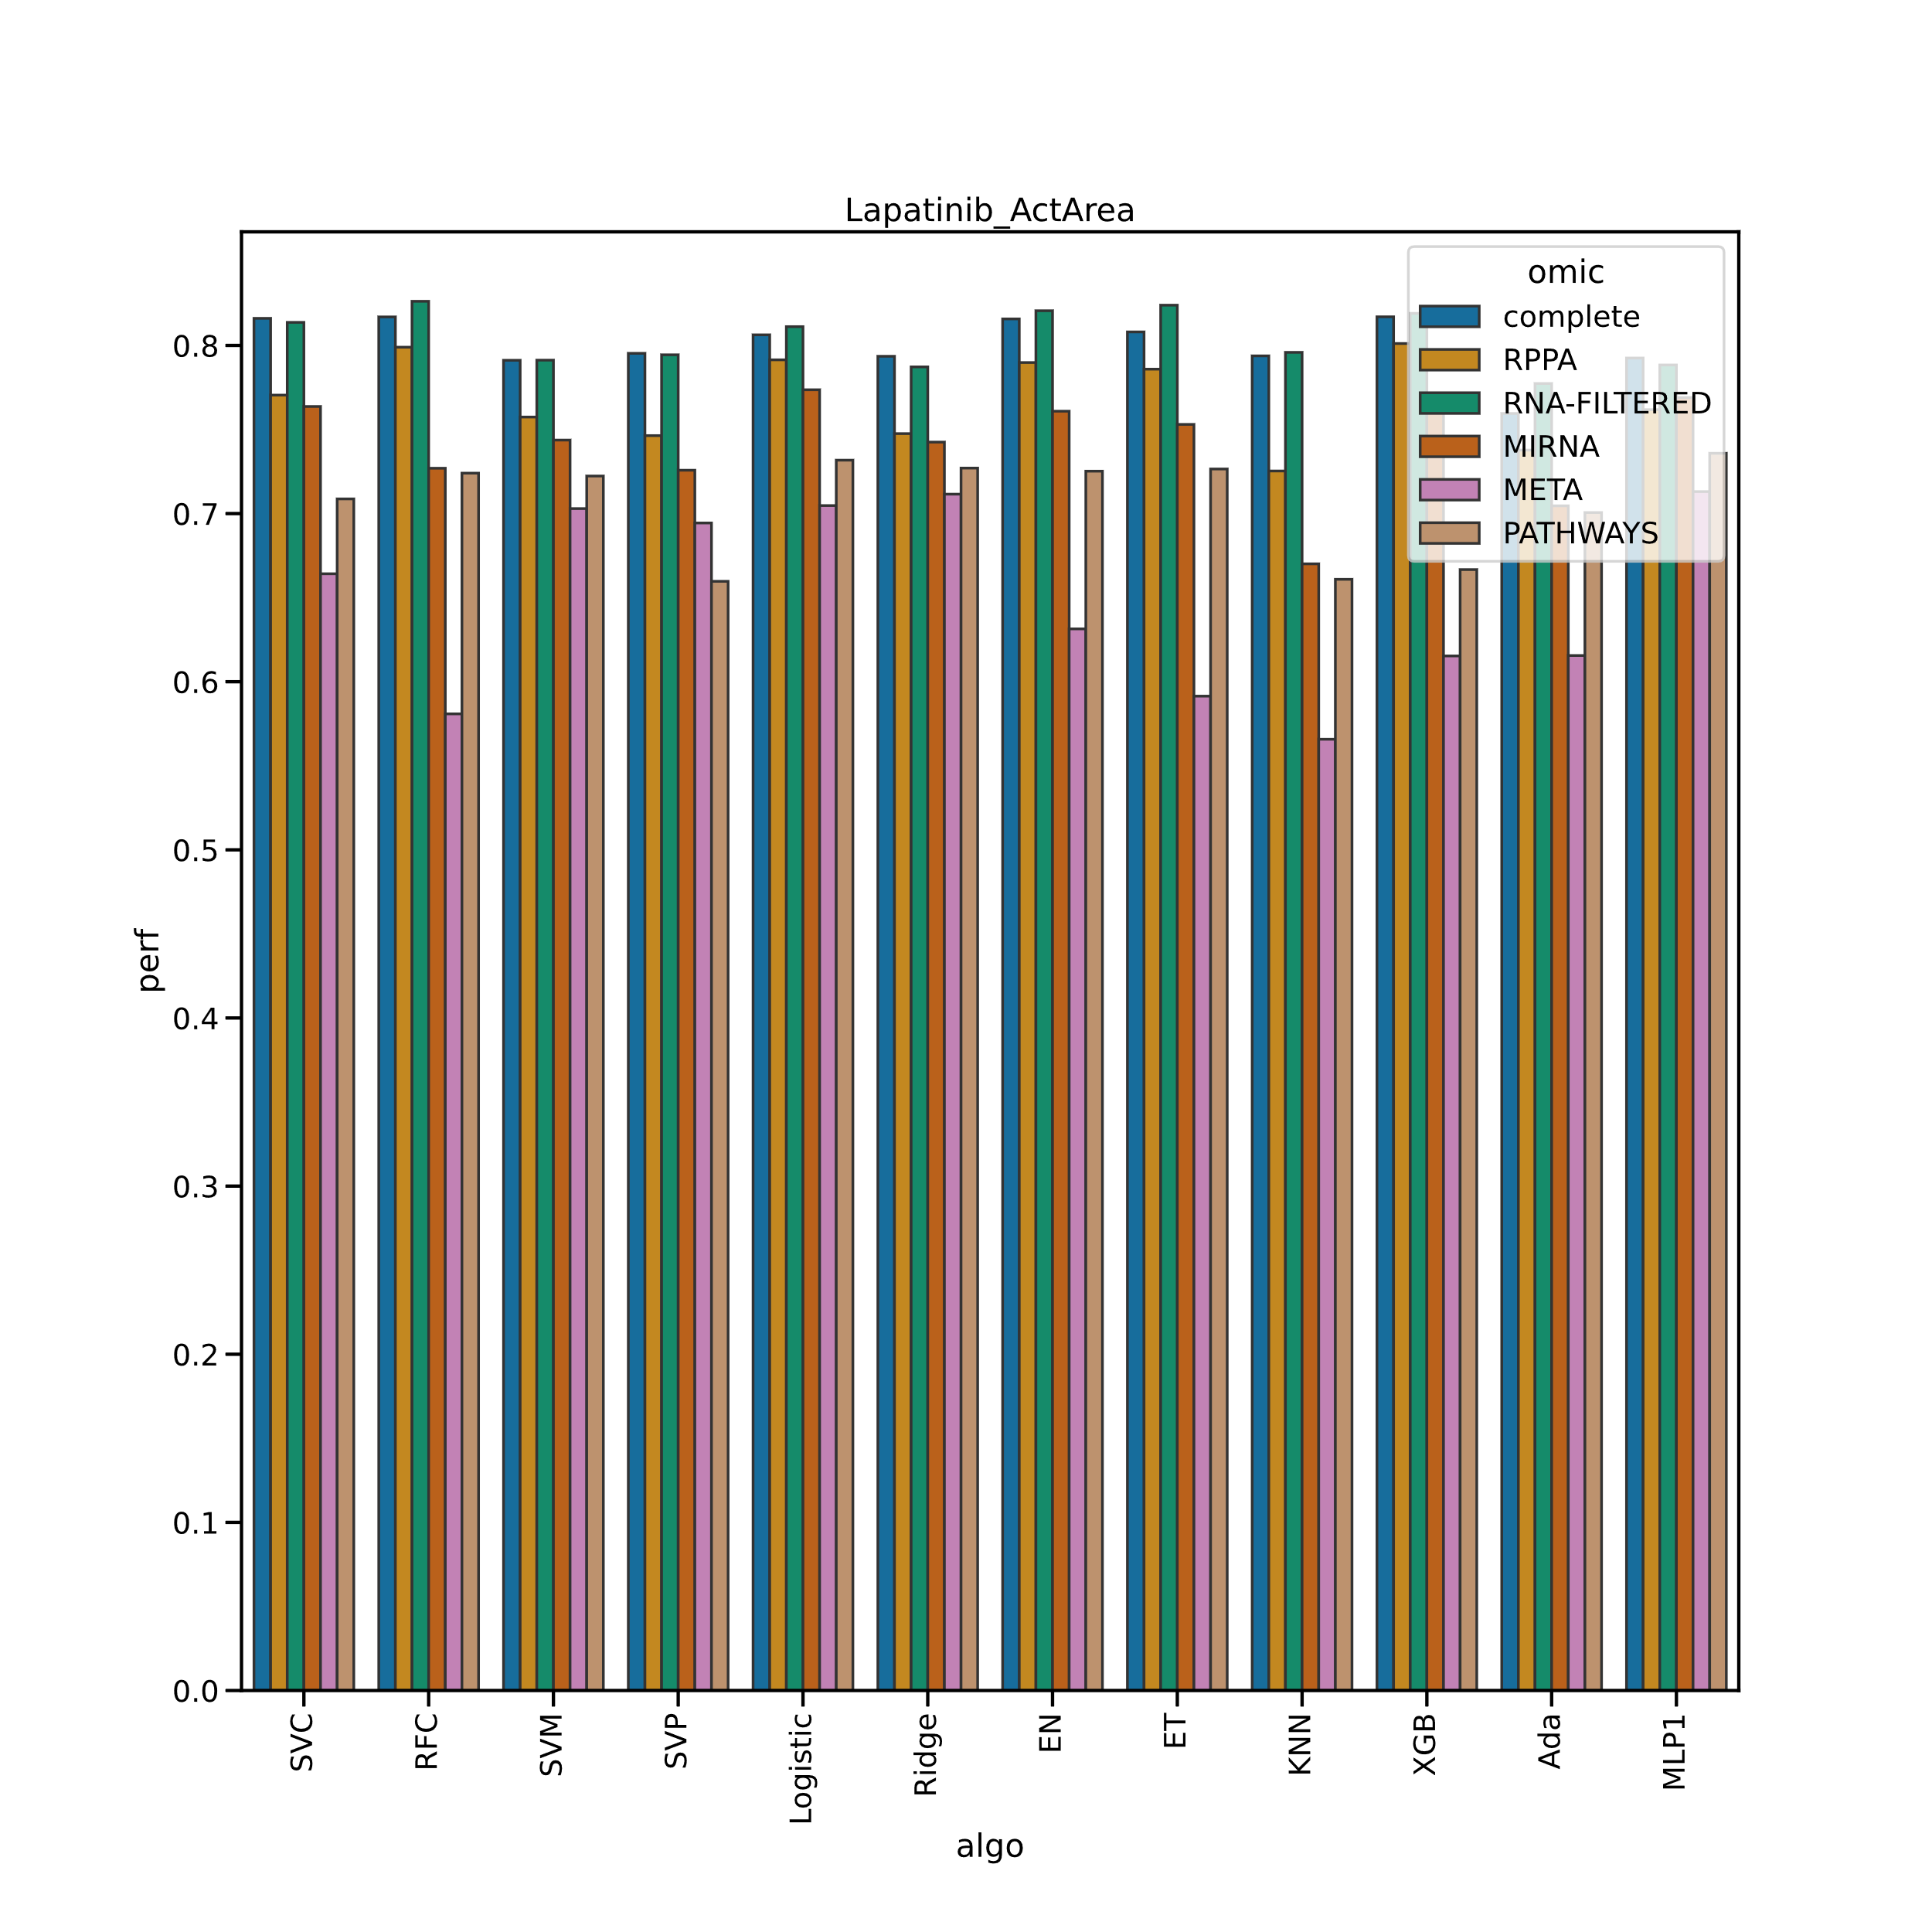 Lapatinib_ActArea
omic
complete
RPPA
RNA-FILTERED
MIRNA
META
PATHWAYS
perf
0.8
0.7
0.6
0.5
0.4
0.3
0.2
0.1
0.0
SVC
RFC
SVM
SVP
Logistic
Ridge
EN
ET
KNN
XGB
Ada
MLP1
algo